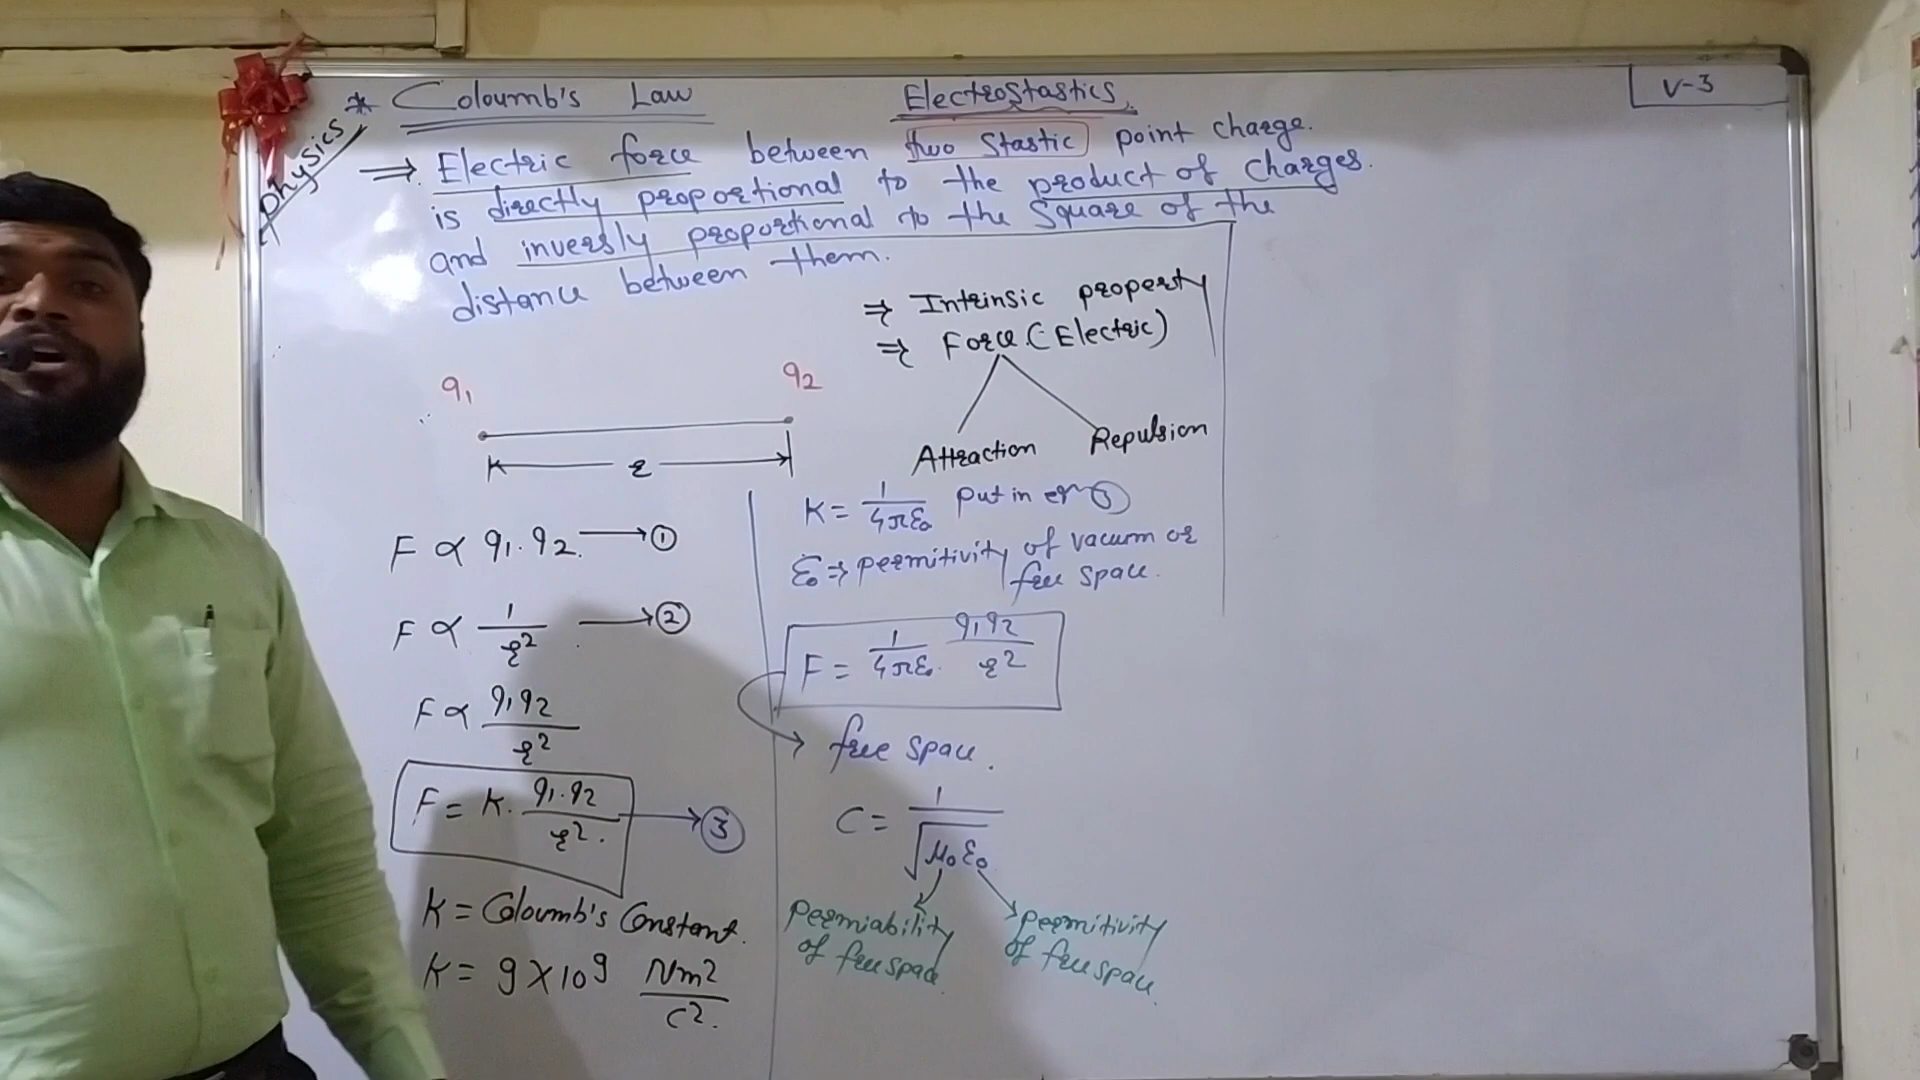 physics
* Coloumb's Law
Electrostastics
V-3
⇒ Electric force between two Stastic point charge.
is directly proportional to the product of charges.
and inversly proportional to the square of the
distance between them.
⇒ Intrinsic property
⇒ Force (Electric)
Attraction Repulsion
q1 q2
r
F ∝ q1.q2. → ①
F ∝ 1/r² → ②
F ∝ q1q2/r²
F = K. q1.q2/r². → ③
K = Coloumb's Constant.
K = 9 X 10⁹ Nm2/C².
K = 1/4πε₀ put in eqn ③
ε₀ ⇒ permitivity of vacum or
free space.
F = 1/4πε₀. q1q2/r²
→ free space.
C = 1/√μ₀ε₀
permiability
of free space
permitivity
of free space.